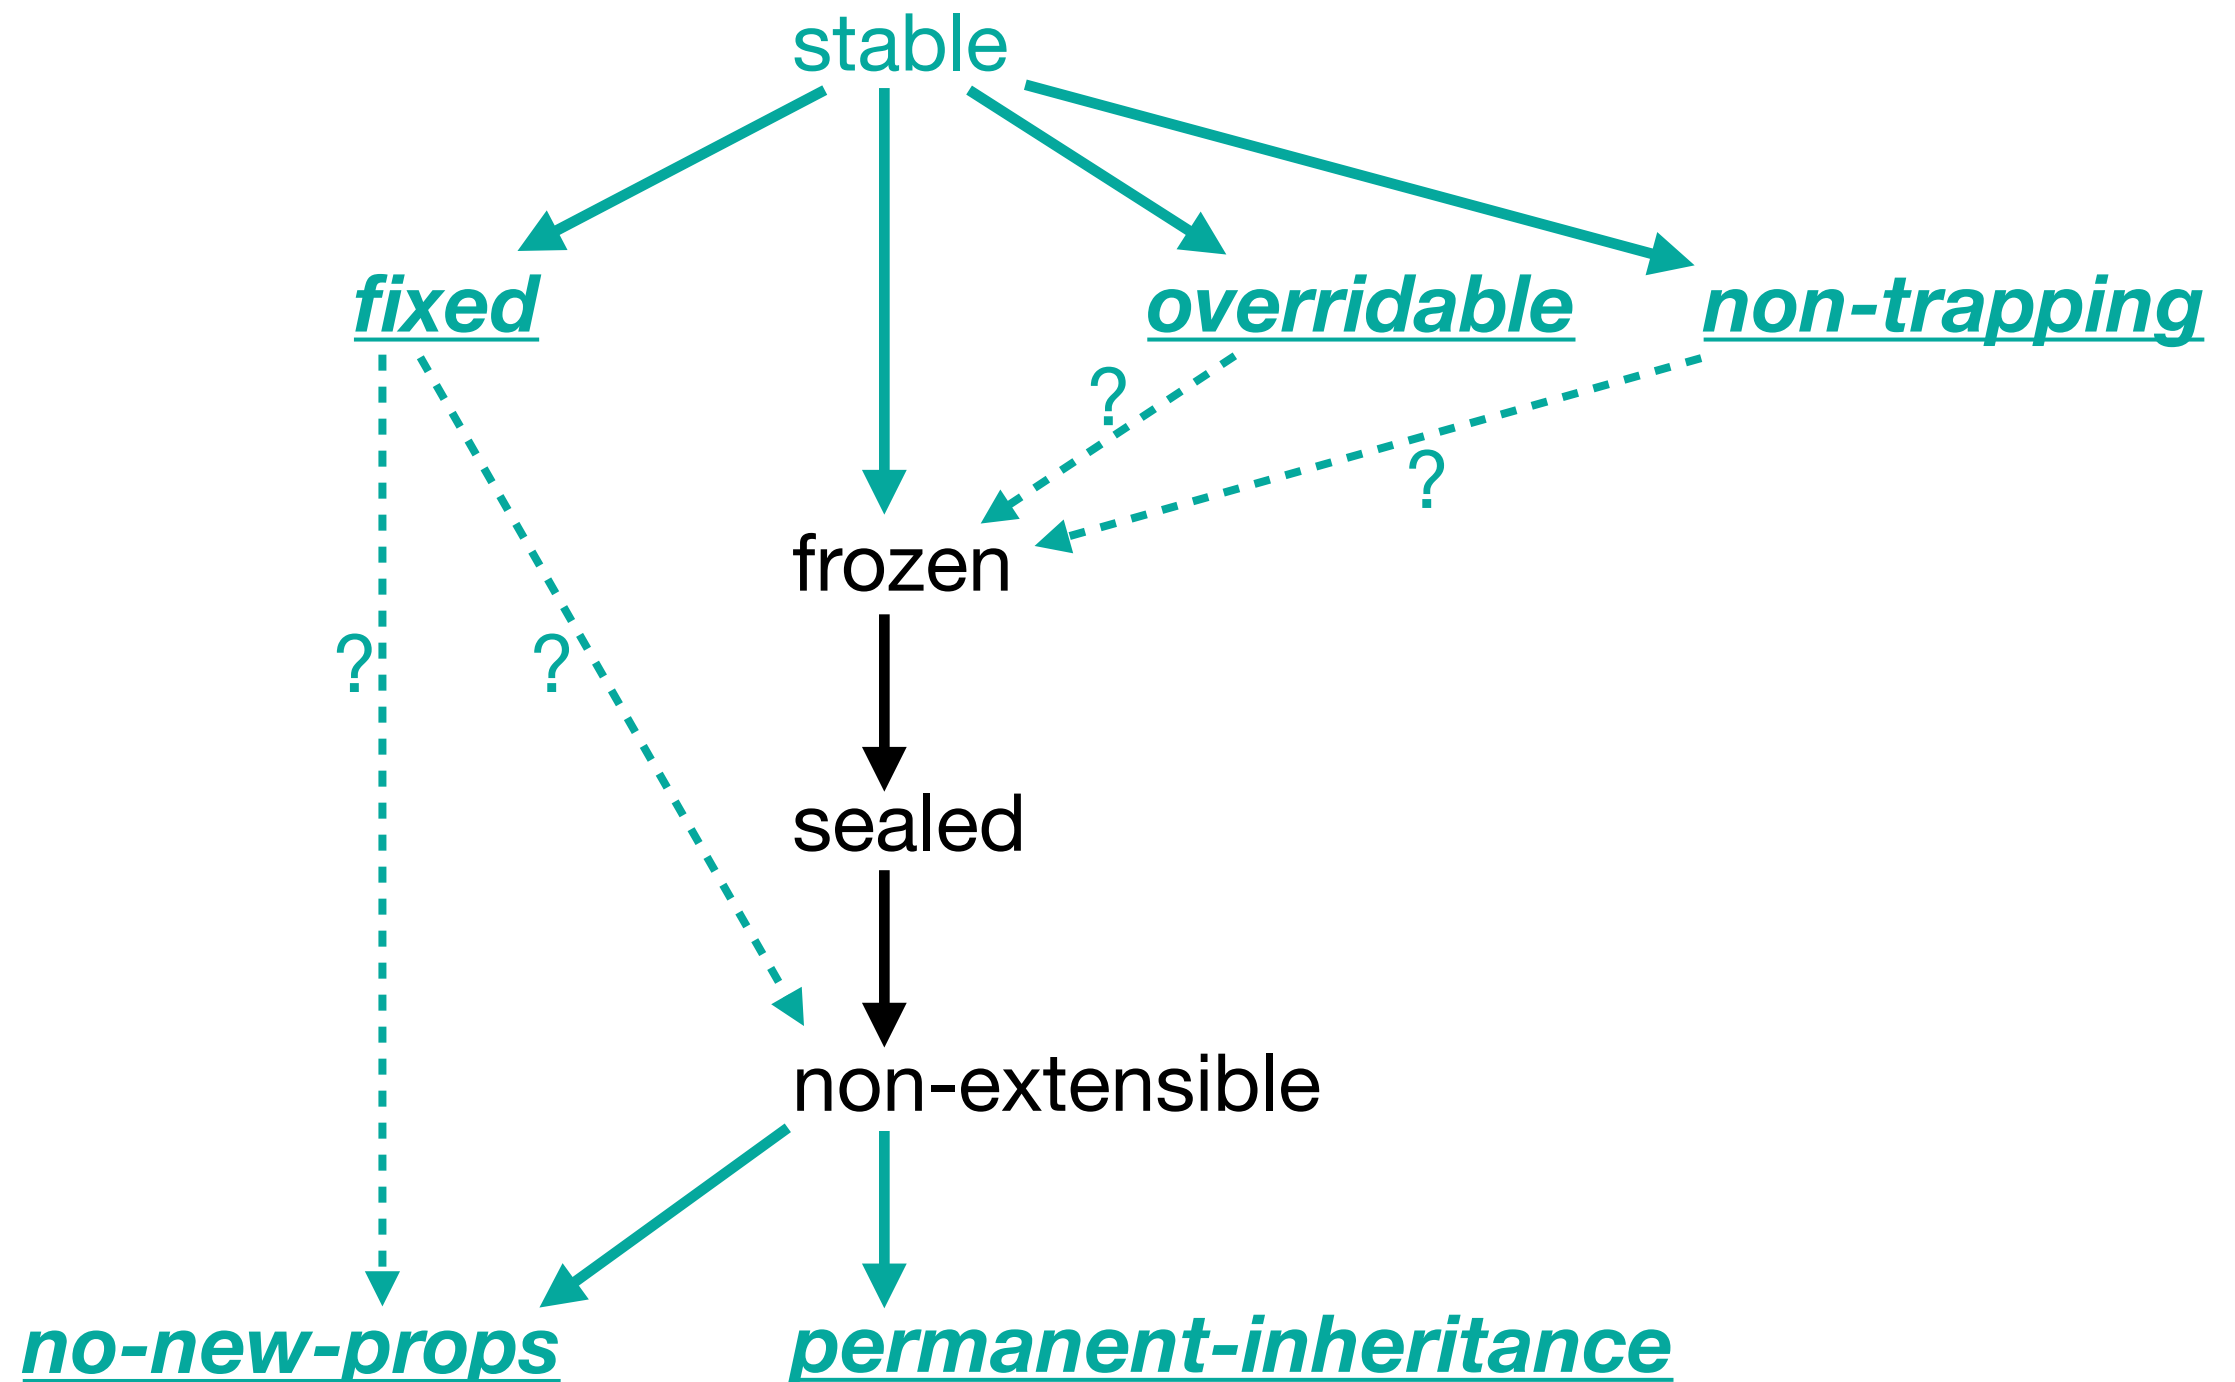 stable
fixed
overridable
non-trapping
?
?
frozen
?
?
sealed
non-extensible
no-new-props
permanent-inheritance